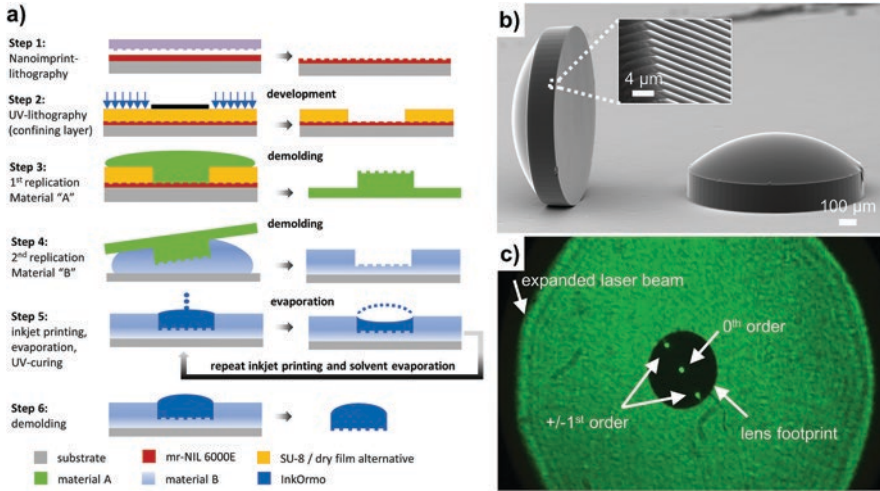 a)
Step 1:
Nanoimprint-
lithography
Step 2:
UV-lithography
(confining layer)
development
Step 3:
1st replication
Material "A"
demolding
Step 4:
2nd replication
Material "B"
demolding
Step 5:
inkjet printing,
evaporation,
UV-curing
evaporation
repeat inkjet printing and solvent evaporation
Step 6:
demolding
substrate
mr-NIL 6000E
SU-8 / dry film alternative
material A
material B
InkOrmo
b)
4 µm
100 µm
c)
expanded laser beam
0th order
+/-1st order
lens footprint